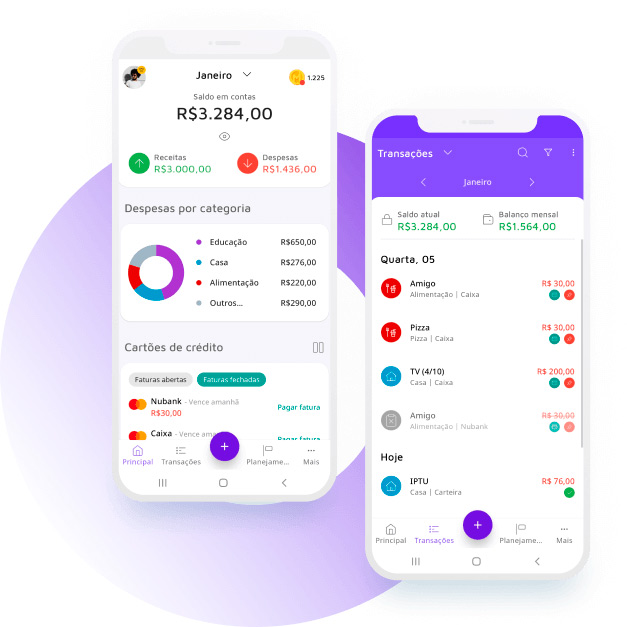 Janeiro
1.225
Saldo em contas
R$3.284,00
Receitas
R$3.000,00
Despesas
R$1.436,00
Despesas por categoria
Educação R$650,00
Casa R$276,00
Alimentação R$220,00
Outros... R$290,00
Cartões de crédito
Faturas abertas
Faturas fechadas
Nubank - Vence amanhã
R$30,00
Pagar fatura
Caixa - Vence ama
Pagar fatura
Principal
Transações
+
Planejame...
Mais
Transações
Janeiro
Saldo atual
R$3.284,00
Balanço mensal
R$1.564,00
Quarta, 05
Amigo R$ 30,00
Alimentação | Caixa
Pizza R$ 30,00
Pizza | Caixa
TV (4/10) R$ 200,00
Casa | Caixa
Amigo R$ 30,00
Alimentação | Nubank
Hoje
IPTU R$ 76,00
Casa | Carteira
Principal
Transações
+
Planejame...
Mais